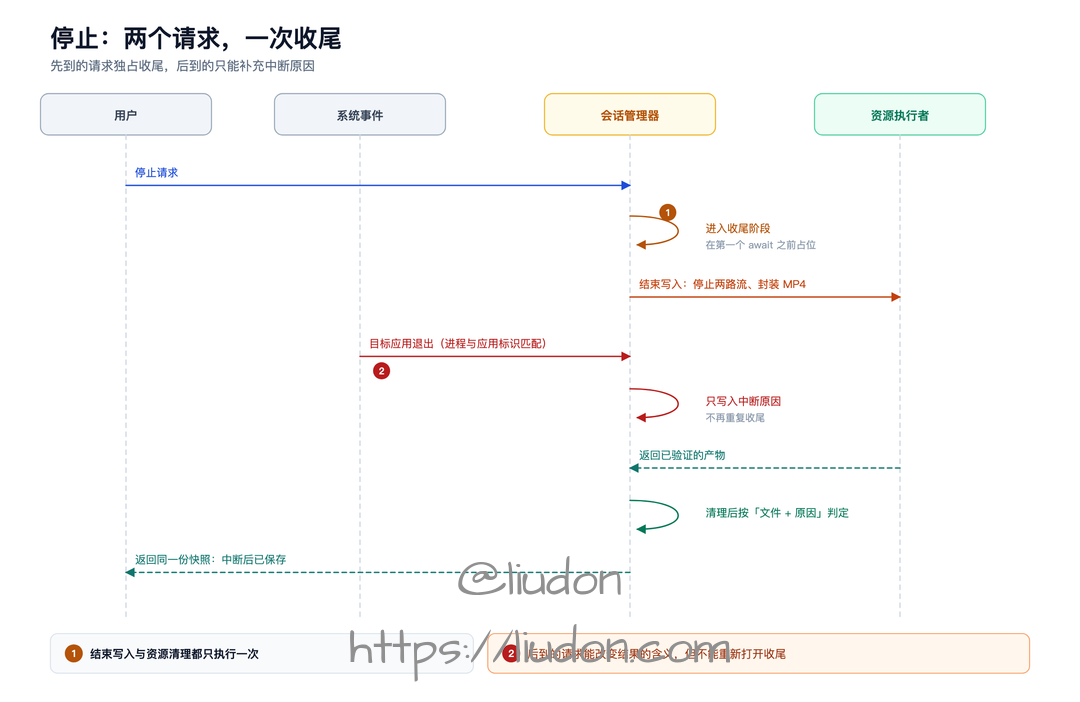 停止：两个请求，一次收尾
先到的请求独占收尾，后到的只能补充中断原因
用户
系统事件
会话管理器
资源执行者
停止请求
1
进入收尾阶段
在第一个 await 之前占位
结束写入：停止两路流、封装 MP4
目标应用退出（进程与应用标识匹配）
2
只写入中断原因
不再重复收尾
返回已验证的产物
清理后按「文件 + 原因」判定
返回同一份快照：中断后已保存
@liudon
1 结束写入与资源清理都只执行一次
2 后到的请求能改变结果的含义，但不能重新打开收尾
https://liudon.com